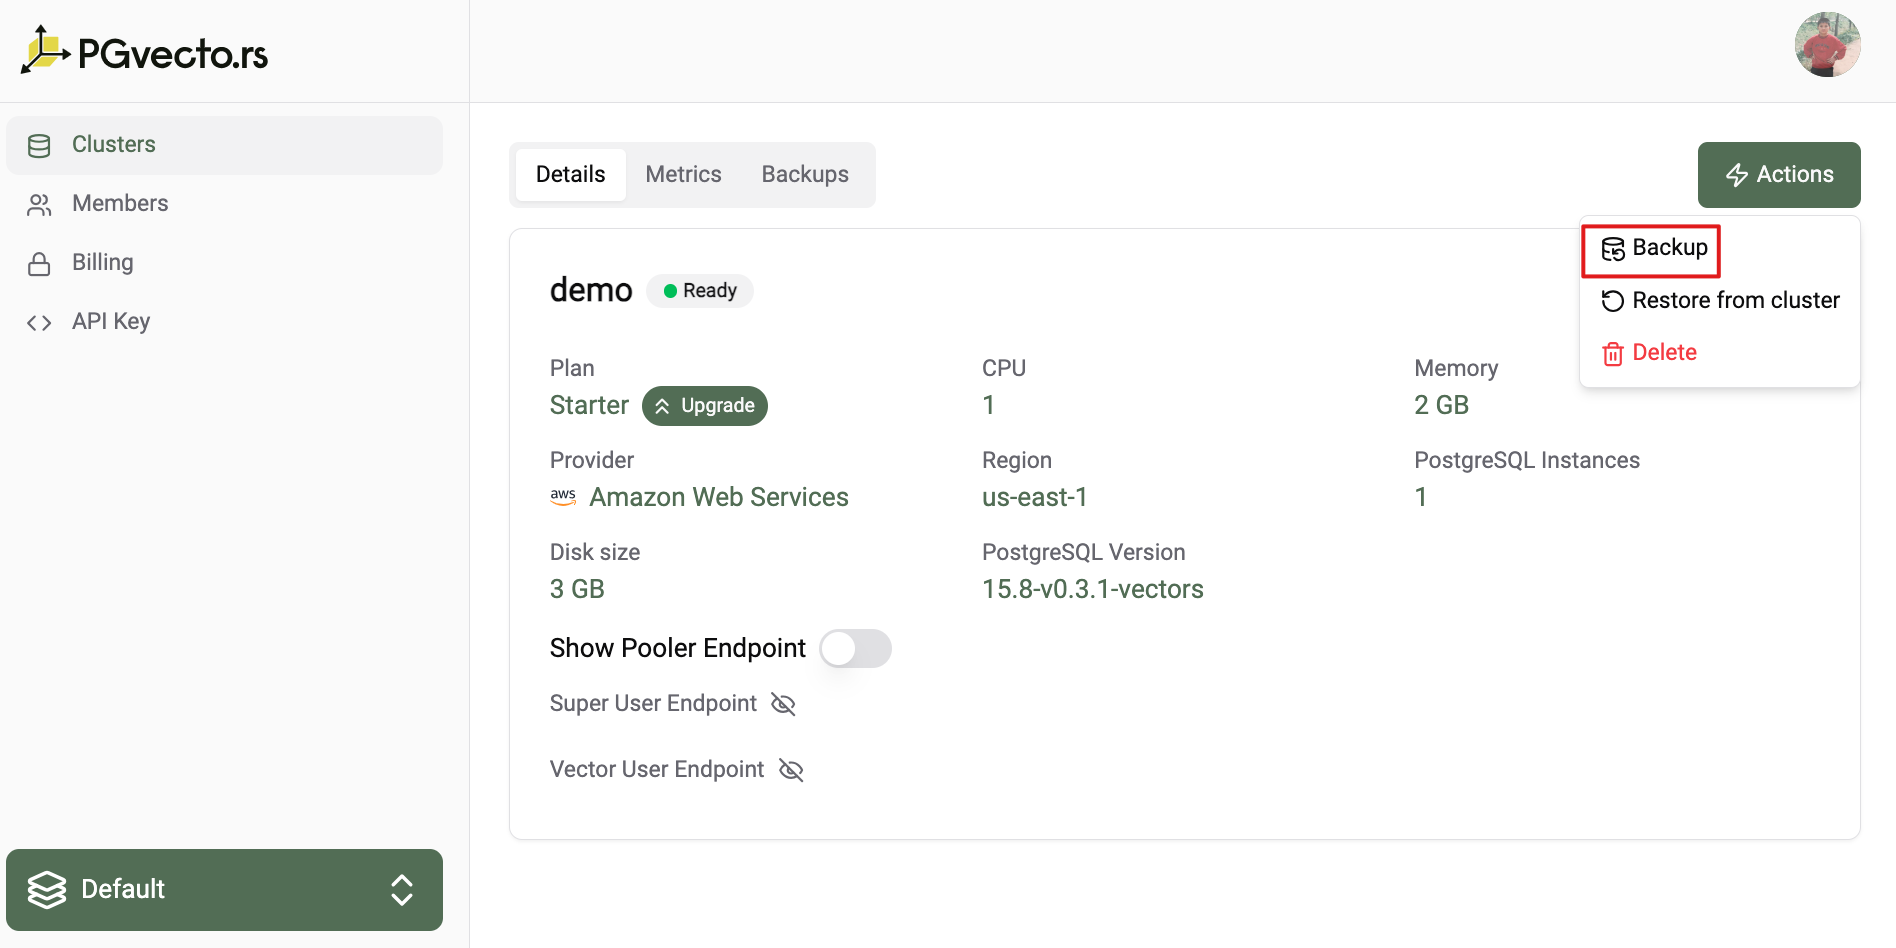 PGvecto.rs
Clusters
Members
Billing
API Key
Default
Details Metrics Backups
Actions
Backup
Restore from cluster
Delete
demo Ready
Plan
Starter Upgrade
CPU
1
Memory
2 GB
Provider
aws Amazon Web Services
Region
us-east-1
PostgreSQL Instances
1
Disk size
3 GB
PostgreSQL Version
15.8-v0.3.1-vectors
Show Pooler Endpoint
Super User Endpoint
Vector User Endpoint